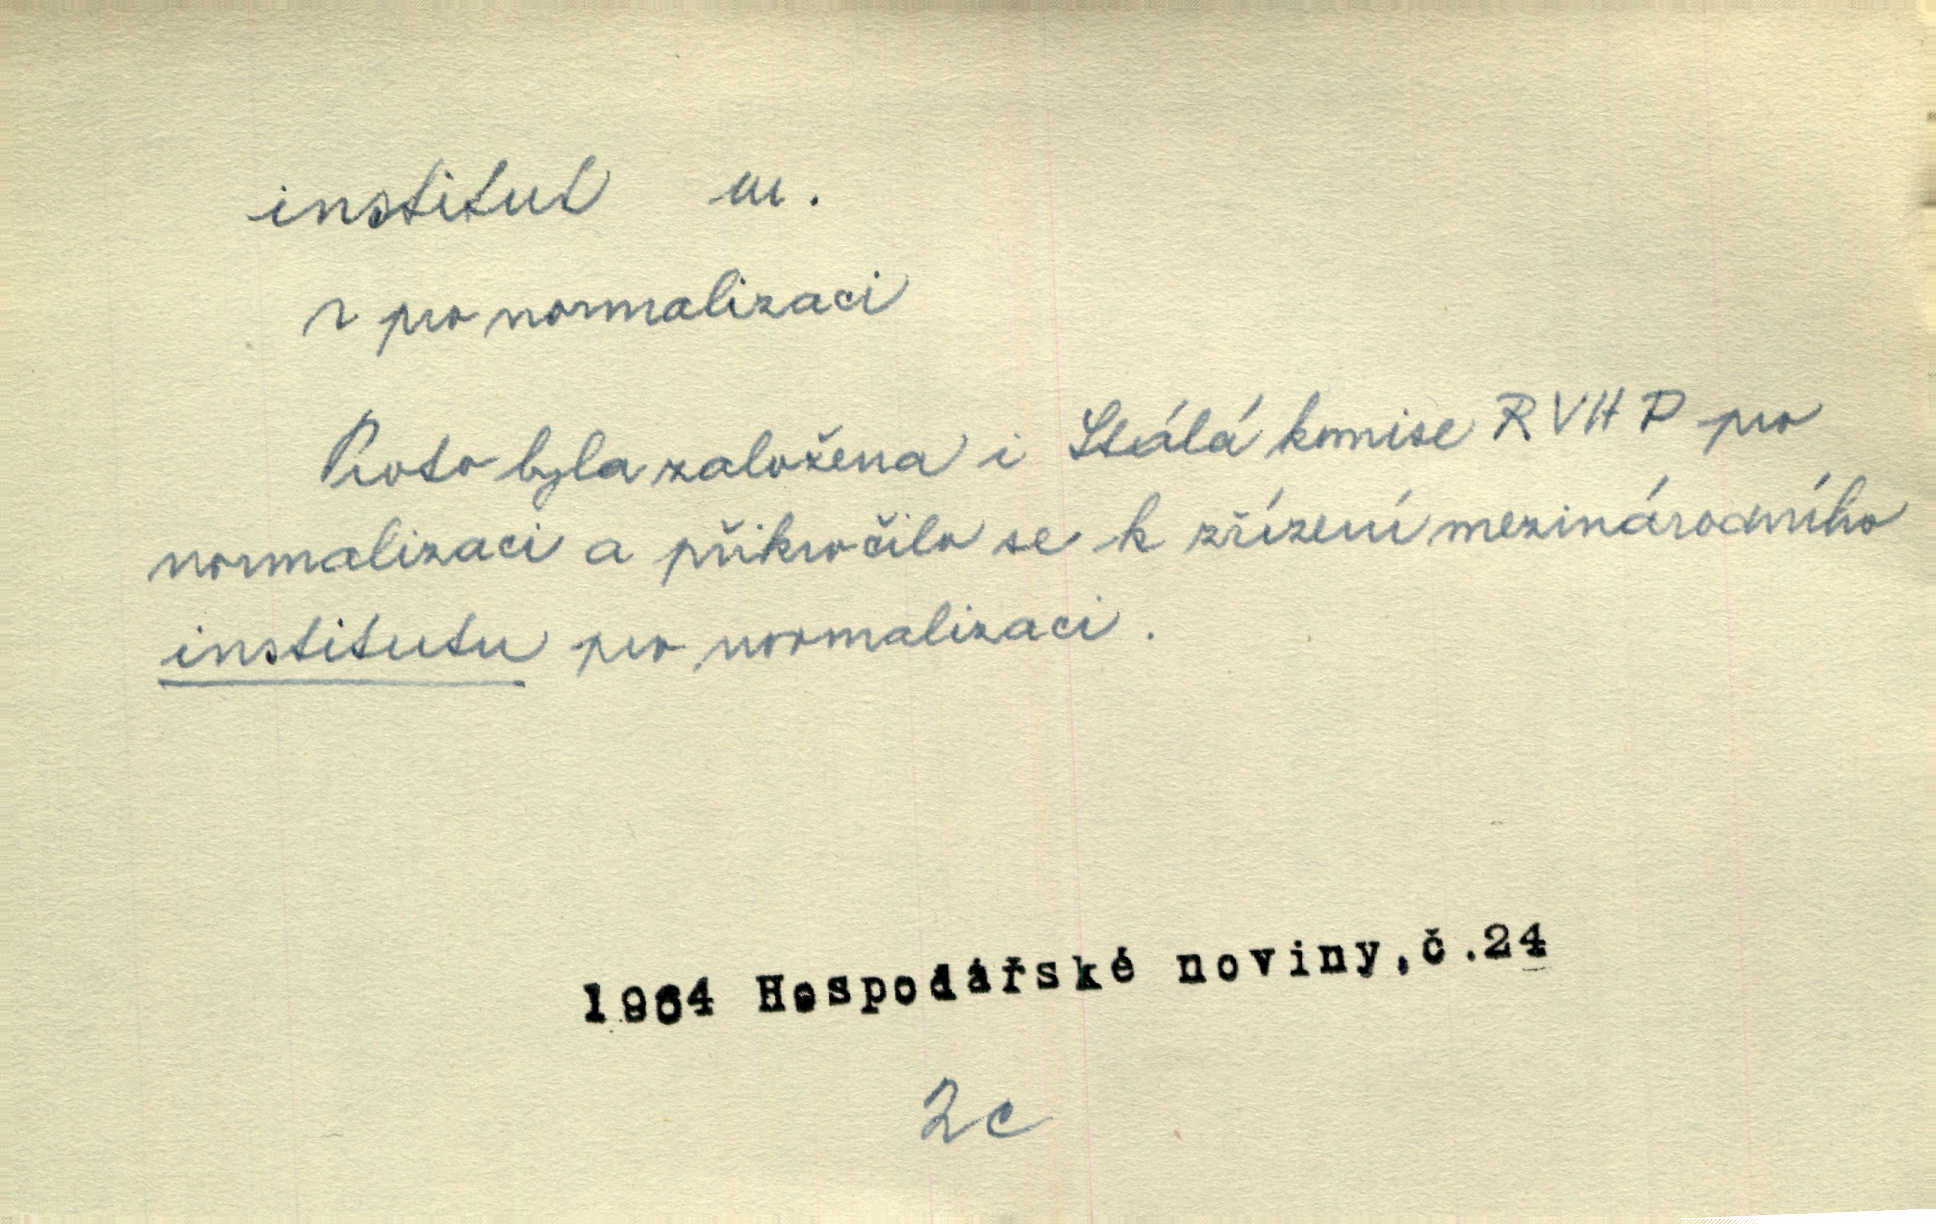 institut m.
~ pro normalizaci
Proto byla založena i Stálá komise RVHP pro
normalizaci a přikročilo se k zřízení mezinárodního
institutu pro normalizaci.
1964 Hospodářské noviny,č.24
2c